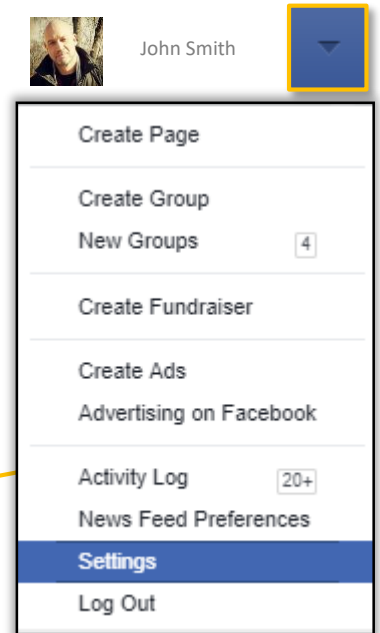 John Smith
Create Page
Create Group
New Groups 4
Create Fundraiser
Create Ads
Advertising on Facebook
Activity Log 20+
News Feed Preferences
Settings
Log Out